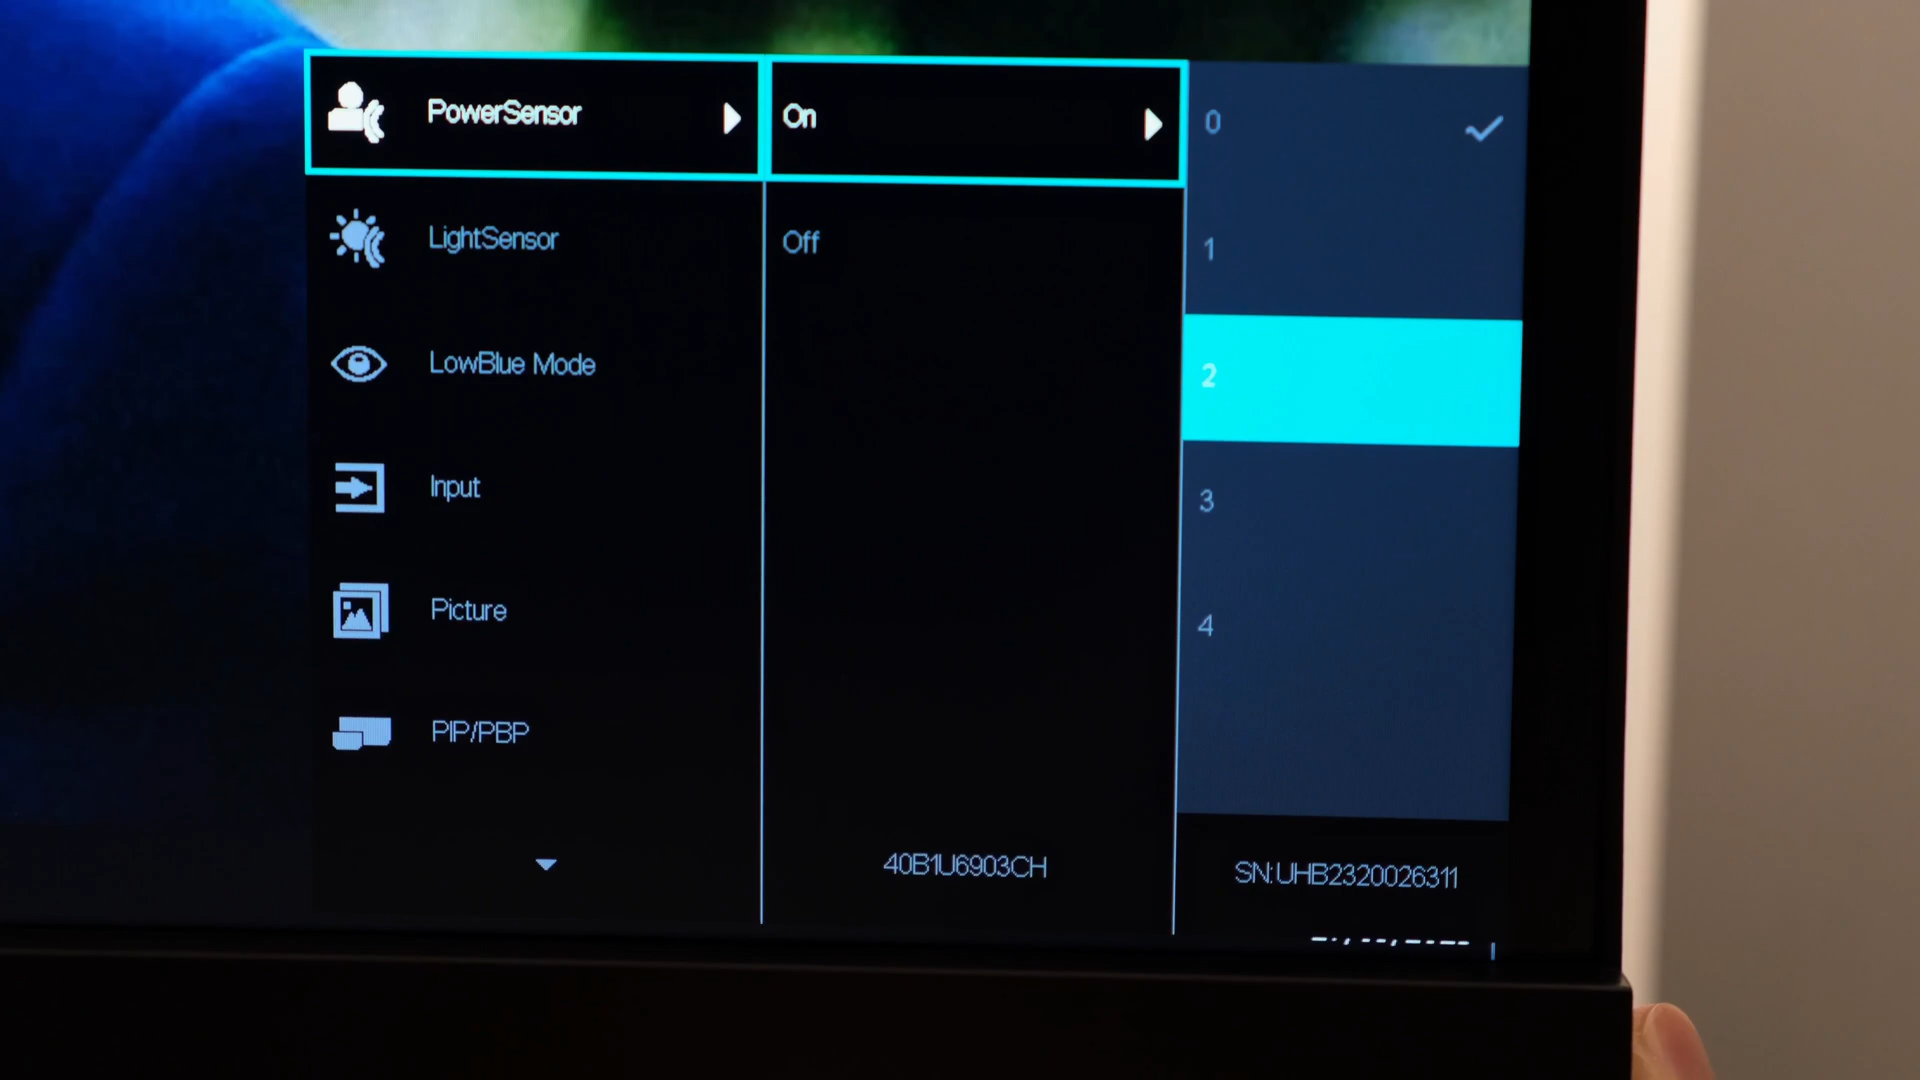 PowerSensor
On
0
LightSensor
Off
1
LowBlue Mode
2
Input
3
Picture
4
PIP/PBP
40B1U6903CH
SN:UHB2320026311